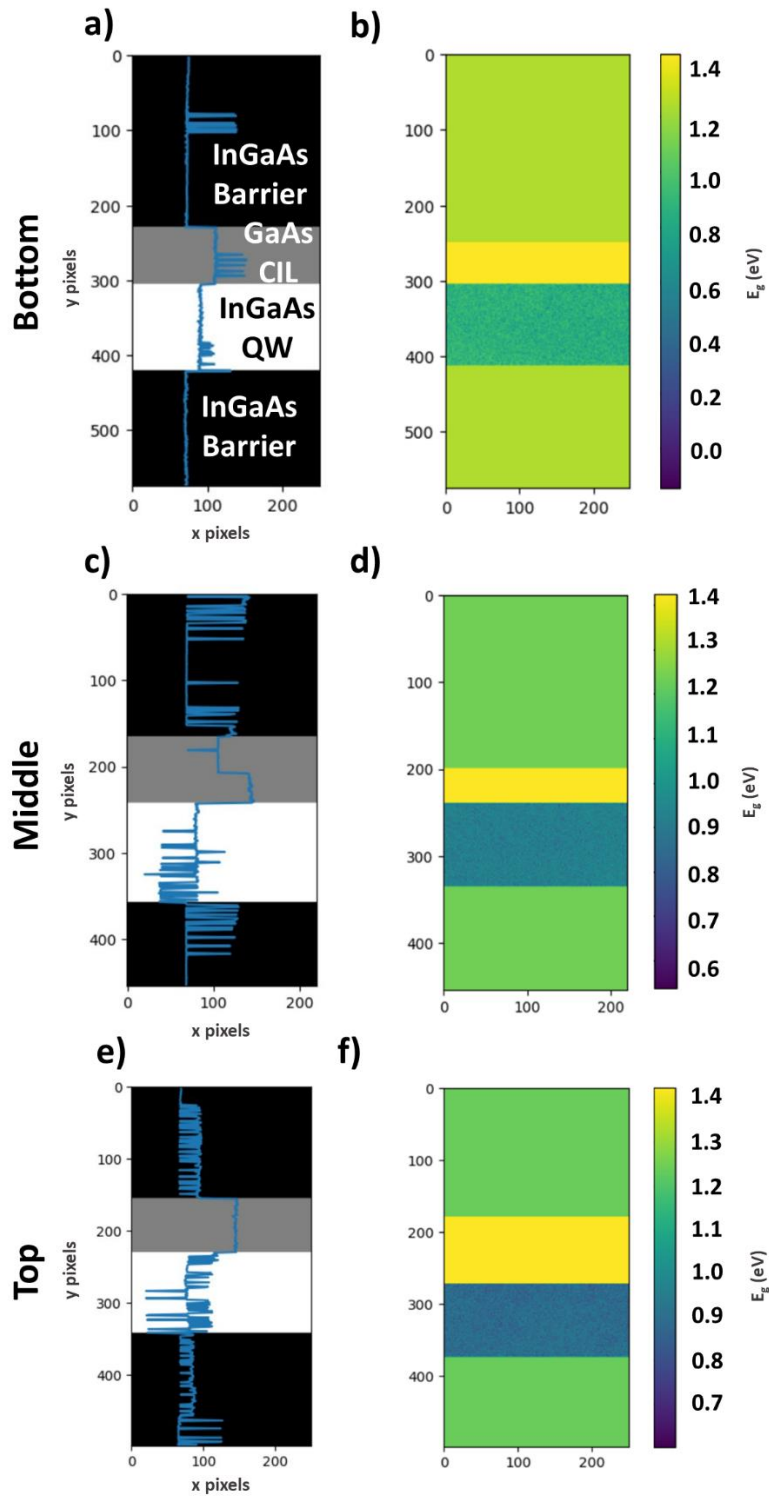 a)
b)
Bottom
y pixels
0
100
200
300
400
500
InGaAs
Barrier
GaAs
CIL
InGaAs
QW
InGaAs
Barrier
0
100
200
x pixels
0
100
200
300
400
500
0
100
200
1.4
1.2
1.0
0.8
0.6
0.4
0.2
0.0
Eg (eV)
c)
d)
Middle
y pixels
0
100
200
300
400
0
100
200
x pixels
0
100
200
300
400
0
100
200
1.4
1.3
1.2
1.1
1.0
0.9
0.8
0.7
0.6
Eg (eV)
e)
f)
Top
y pixels
0
100
200
300
400
0
100
200
x pixels
0
100
200
300
400
0
100
200
1.4
1.3
1.2
1.1
1.0
0.9
0.8
0.7
Eg (eV)